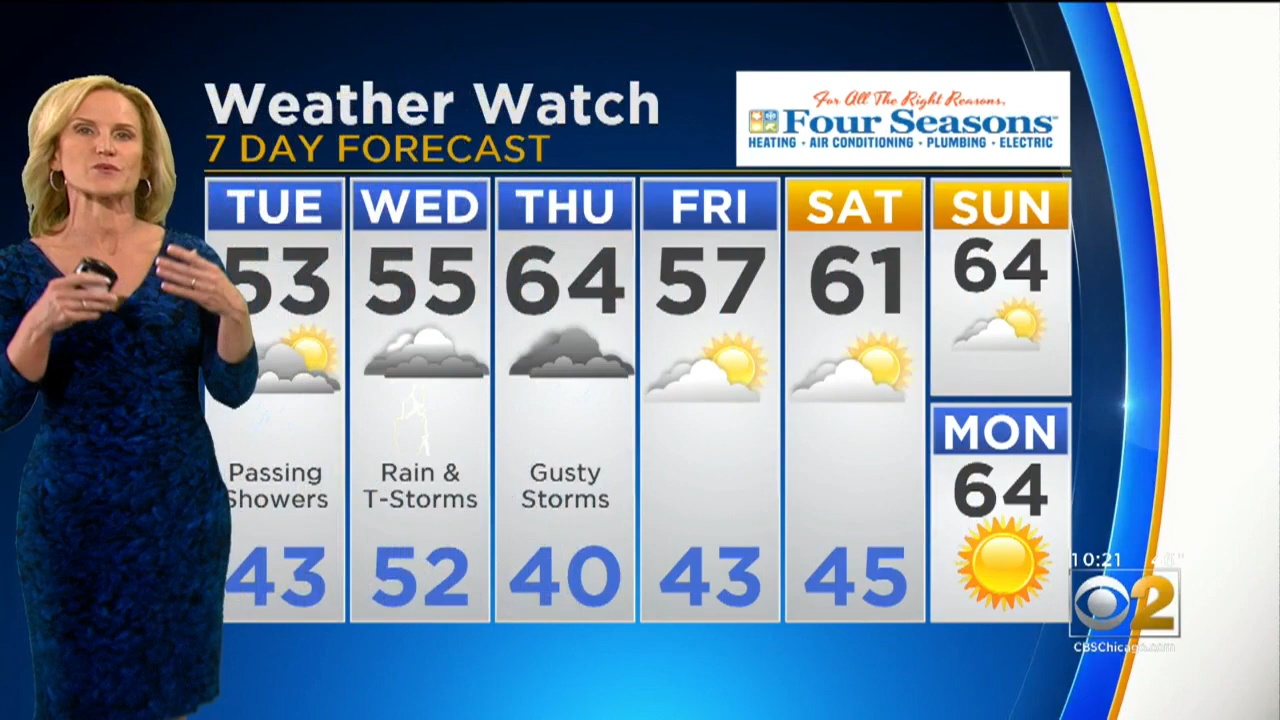 Weather Watch
7 DAY FORECAST
For All The Right Reasons.
Four Seasons
HEATING · AIR CONDITIONING · PLUMBING · ELECTRIC
TUE
53
Passing
Showers
43
WED
55
Rain &
T-Storms
52
THU
64
Gusty
Storms
40
FRI
57
43
SAT
61
45
SUN
64
MON
64
10:21
2
CBSChicago.com